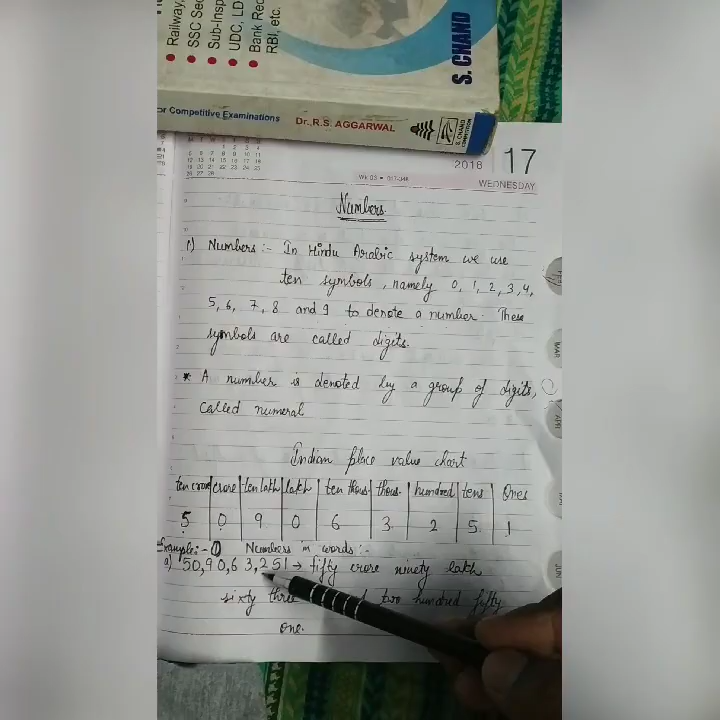 Railway,
SSC Sec
Sub-Insp
UDC, LD
Bank Rec
RBI, etc.
S. CHAND
or Competitive Examinations
Dr. R.S. AGGARWAL
2018
17
WEDNESDAY
Numbers
1) Numbers :- In Hindu Arabic system we use
ten symbols, namely 0, 1, 2, 3, 4,
5, 6, 7, 8 and 9 to denote a number. These
symbols are called digits.
* A number is denoted by a group of digits,
called numeral
Indian place value chart
ten crore | crore | ten lakh | lakh | ten thous | thous. | hundred | tens | Ones
5 | 0 | 9 | 0 | 6 | 3 | 2 | 5 | 1
Example:- 1 Numbers in words :-
a) 50,90,63,251 → fifty crore ninety lakh
sixty three two hundred fifty
one.
MAR
APR
JUN